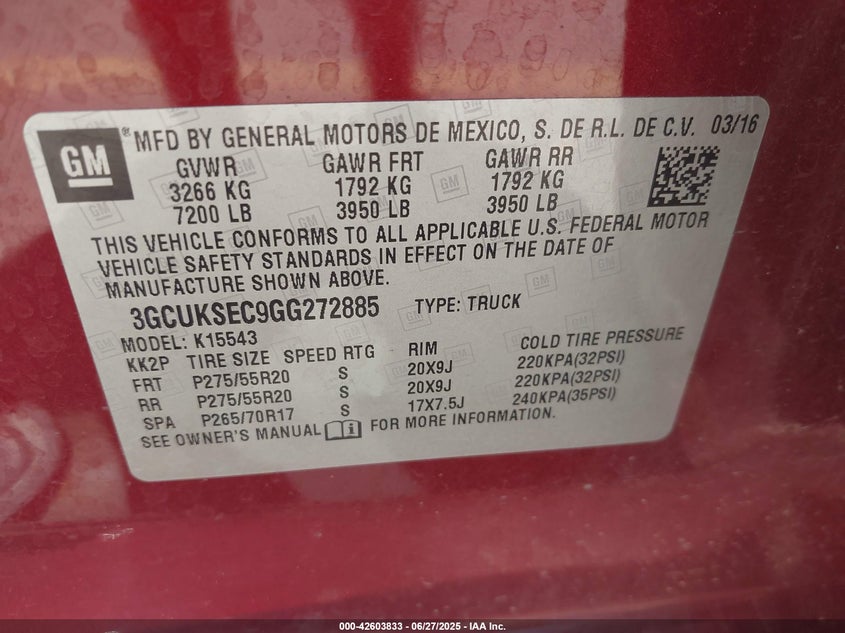 GM ® MFD BY GENERAL MOTORS DE MEXICO, S. DE R.L. DE C.V. 03/16
GVWR GAWR FRT GAWR RR
3266 KG 1792 KG 1792 KG
7200 LB 3950 LB 3950 LB
THIS VEHICLE CONFORMS TO ALL APPLICABLE U.S. FEDERAL MOTOR
VEHICLE SAFETY STANDARDS IN EFFECT ON THE DATE OF
MANUFACTURE SHOWN ABOVE.
3GCUKSEC9GG272885 TYPE: TRUCK
MODEL: K15543
KK2P TIRE SIZE SPEED RTG RIM COLD TIRE PRESSURE
FRT P275/55R20 S 20X9J 220KPA(32PSI)
RR P275/55R20 S 20X9J 220KPA(32PSI)
SPA P265/70R17 S 17X7.5J 240KPA(35PSI)
SEE OWNER'S MANUAL FOR MORE INFORMATION.
000-42603833 / 06/27/2025 - IAA Inc.